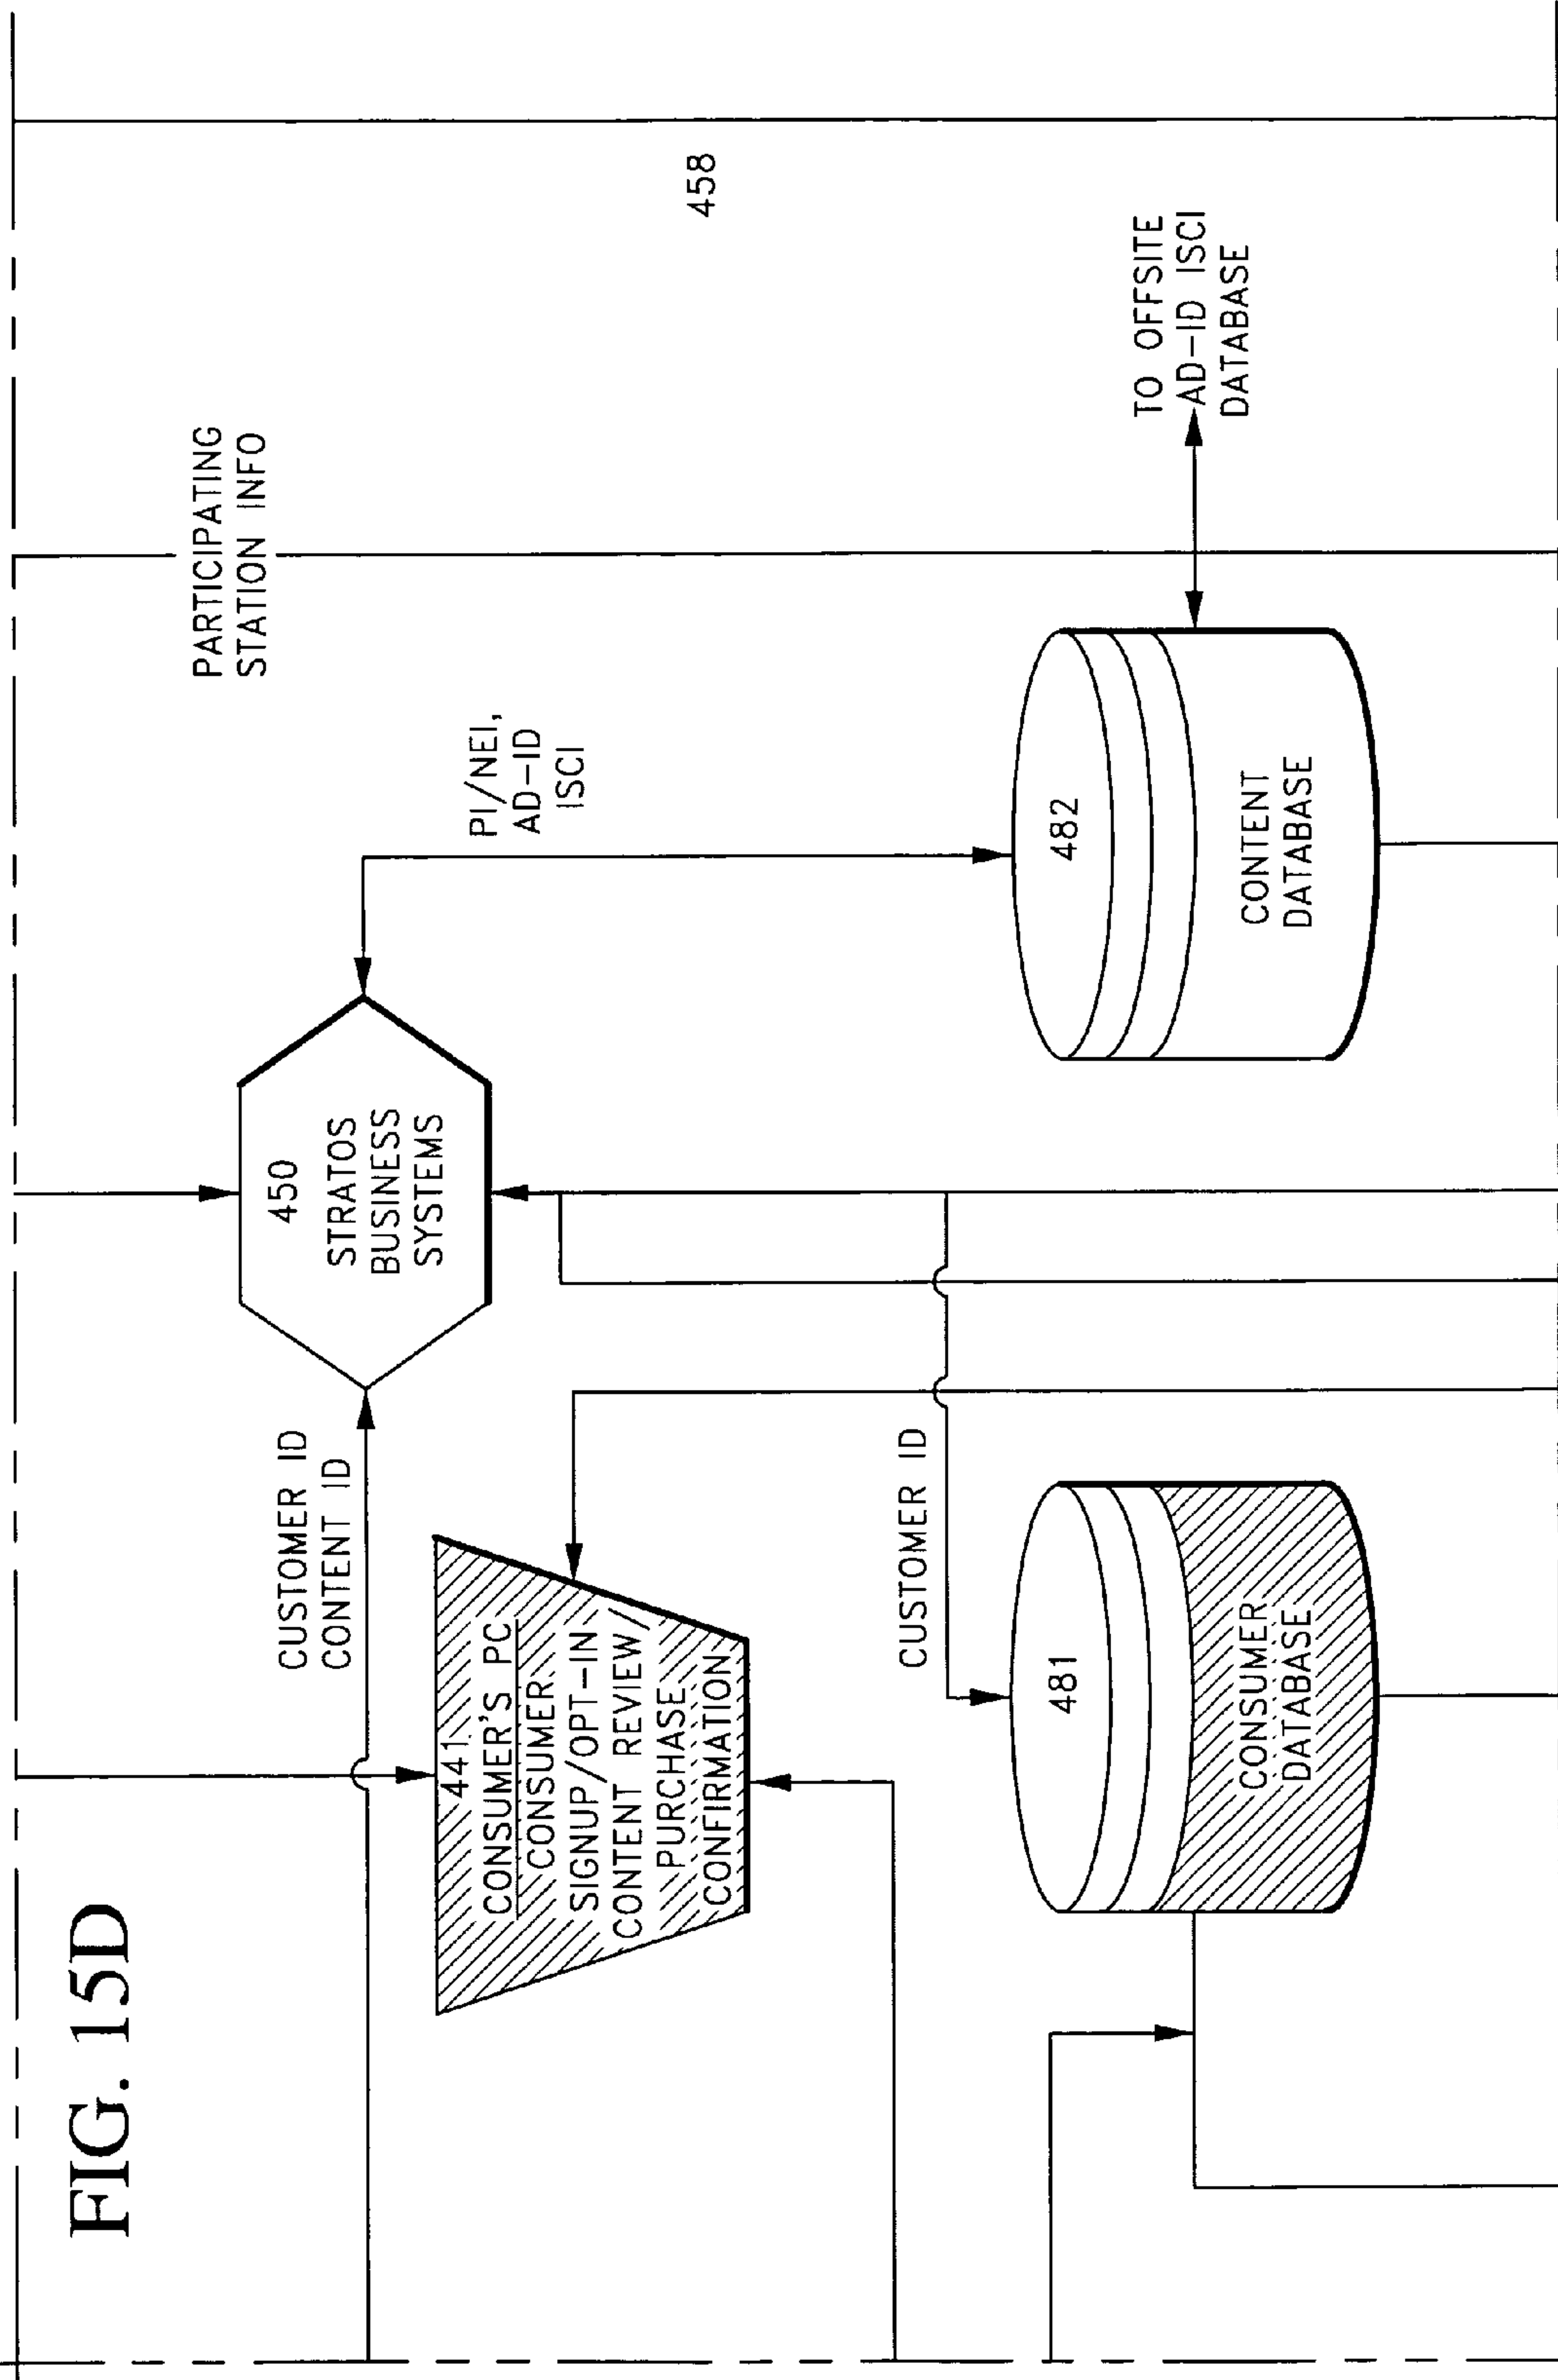 FIG. 15D
PARTICIPATING
STATION INFO
458
CUSTOMER ID
CONTENT ID
450
STRATOS
BUSINESS
SYSTEMS
PI/NEI,
AD-ID
ISCI
441
CONSUMER'S PC
CONSUMER
SIGNUP/OPT-IN
CONTENT REVIEW/
PURCHASE
CONFIRMATION
CUSTOMER ID
481
CONSUMER
DATABASE
482
CONTENT
DATABASE
TO OFFSITE
AD-ID ISCI
DATABASE